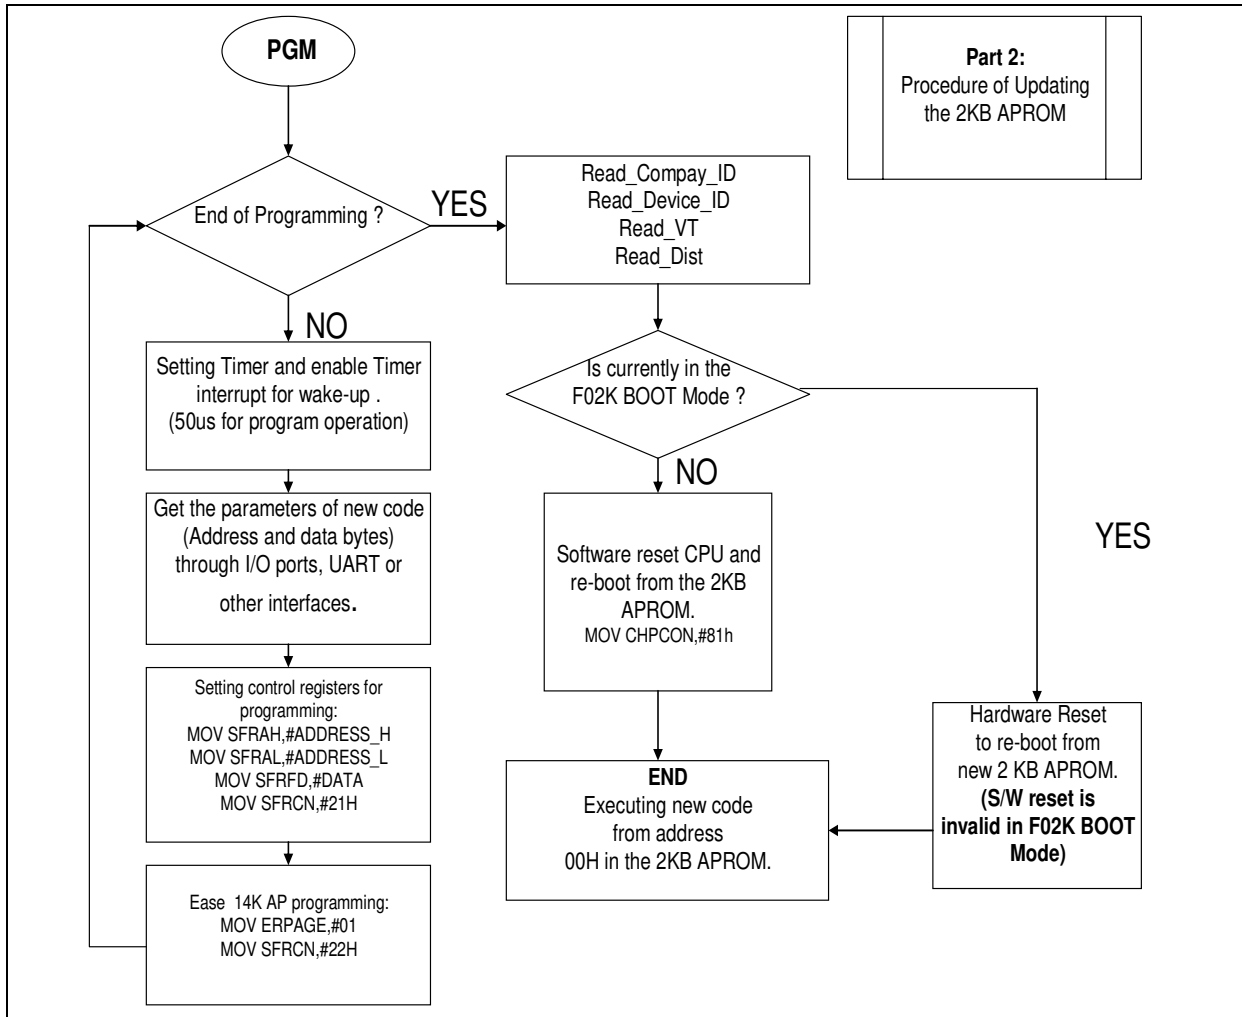 PGM
Part 2:
Procedure of Updating
the 2KB APROM
End of Programming ?
YES
Read_Compay_ID
Read_Device_ID
Read_VT
Read_Dist
NO
Setting Timer and enable Timer
interrupt for wake-up .
(50us for program operation)
Is currently in the
F02K BOOT Mode ?
NO
YES
Get the parameters of new code
(Address and data bytes)
through I/O ports, UART or
other interfaces.
Software reset CPU and
re-boot from the 2KB
APROM.
MOV CHPCON,#81h
Setting control registers for
programming:
MOV SFRAH,#ADDRESS_H
MOV SFRAL,#ADDRESS_L
MOV SFRFD,#DATA
MOV SFRCN,#21H
Hardware Reset
to re-boot from
new 2 KB APROM.
(S/W reset is
invalid in F02K BOOT
Mode)
END
Executing new code
from address
00H in the 2KB APROM.
Ease 14K AP programming:
MOV ERPAGE,#01
MOV SFRCN,#22H